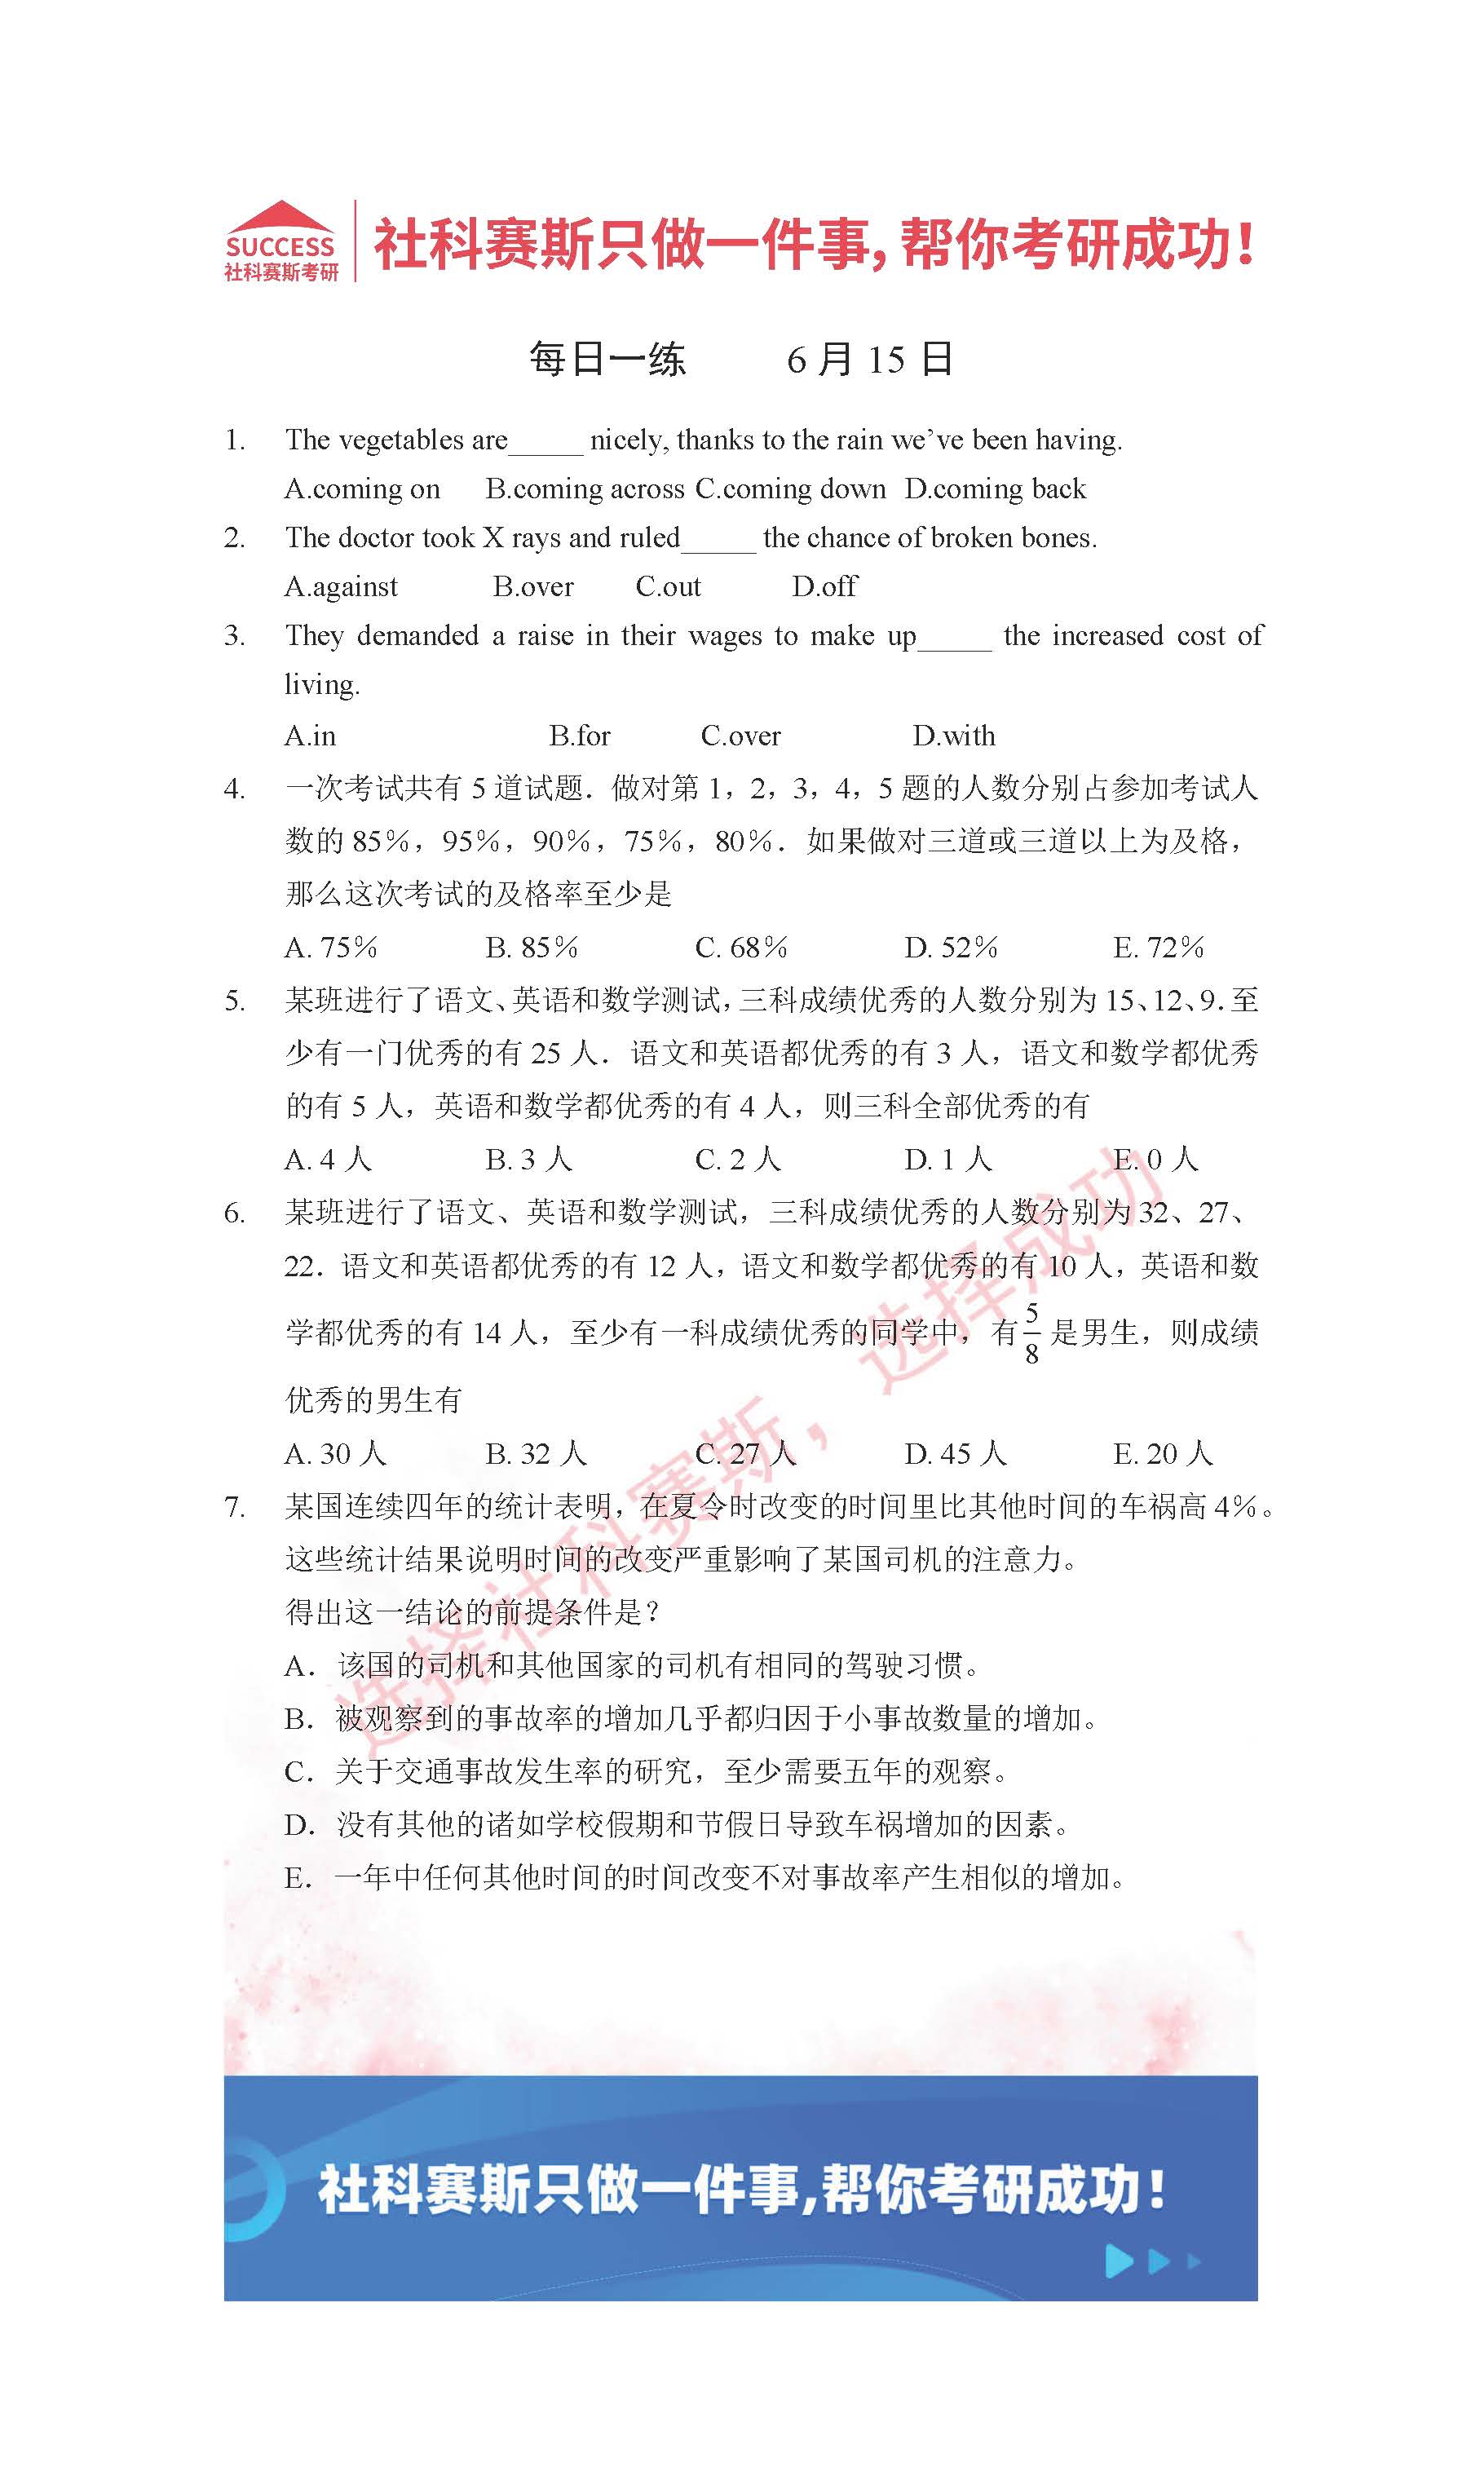 SUCCESS
社科赛斯考研
社科赛斯只做一件事，帮你考研成功！
每日一练 6 月 15 日
1. The vegetables are_____ nicely, thanks to the rain we’ve been having.
A.coming on B.coming across C.coming down D.coming back
2. The doctor took X rays and ruled_____ the chance of broken bones.
A.against B.over C.out D.off
3. They demanded a raise in their wages to make up_____ the increased cost of
living.
A.in B.for C.over D.with
4. 一次考试共有 5 道试题．做对第 1，2，3，4，5 题的人数分别占参加考试人
数的 85％，95％，90％，75％，80％．如果做对三道或三道以上为及格，
那么这次考试的及格率至少是
A. 75％ B. 85％ C. 68％ D. 52％ E. 72％
5. 某班进行了语文、英语和数学测试，三科成绩优秀的人数分别为 15、12、9．至
少有一门优秀的有 25 人．语文和英语都优秀的有 3 人，语文和数学都优秀
的有 5 人，英语和数学都优秀的有 4 人，则三科全部优秀的有
A. 4 人 B. 3 人 C. 2 人 D. 1 人 E. 0 人
6. 某班进行了语文、英语和数学测试，三科成绩优秀的人数分别为 32、27、
22．语文和英语都优秀的有 12 人，语文和数学都优秀的有 10 人，英语和数
学都优秀的有 14 人，至少有一科成绩优秀的同学中，有 5/8 是男生，则成绩
优秀的男生有
A. 30 人 B. 32 人 C. 27 人 D. 45 人 E. 20 人
7. 某国连续四年的统计表明，在夏令时改变的时间里比其他时间的车祸高 4％。
这些统计结果说明时间的改变严重影响了某国司机的注意力。
得出这一结论的前提条件是？
A．该国的司机和其他国家的司机有相同的驾驶习惯。
B．被观察到的事故率的增加几乎都归因于小事故数量的增加。
C．关于交通事故发生率的研究，至少需要五年的观察。
D．没有其他的诸如学校假期和节假日导致车祸增加的因素。
E．一年中任何其他时间的时间改变不对事故率产生相似的增加。
选择社科赛斯，选择成功
社科赛斯只做一件事，帮你考研成功！